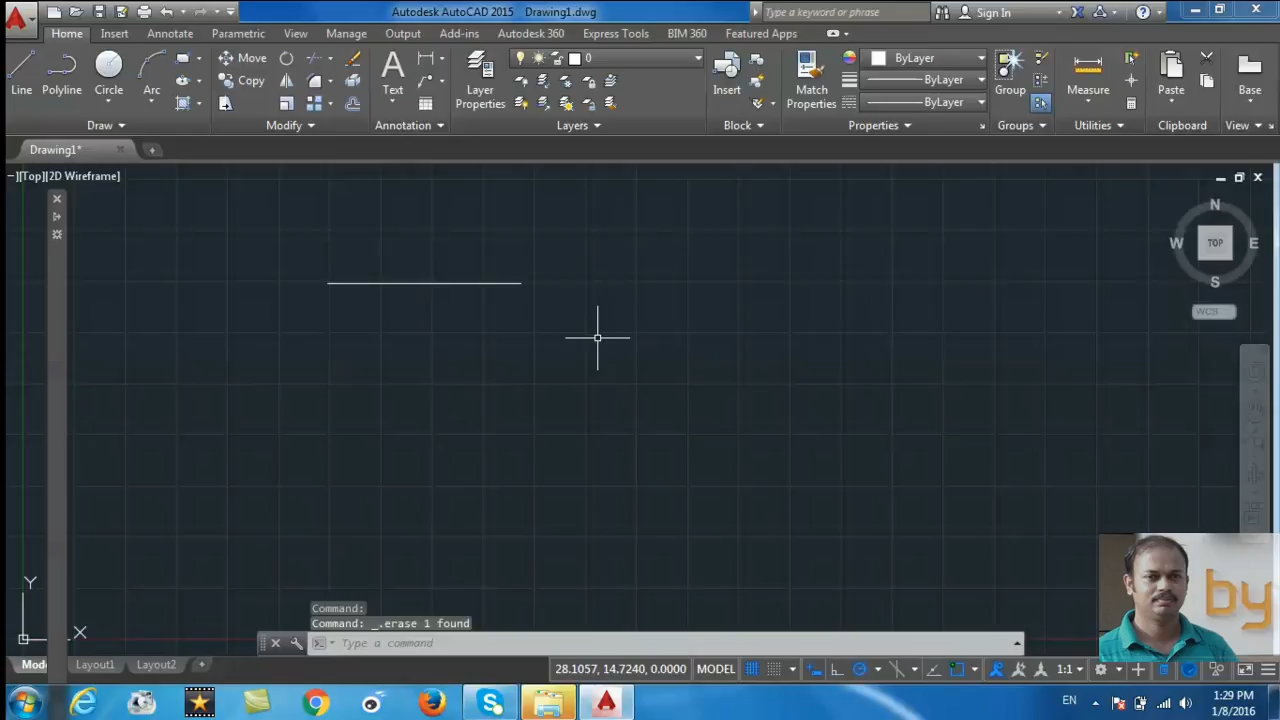 Autodesk AutoCAD 2015 Drawing1.dwg
Type a keyword or phrase
Sign In
Home Insert Annotate Parametric View Manage Output Add-ins Autodesk 360 Express Tools BIM 360 Featured Apps
Line Polyline Circle Arc
Move
Copy
Text
Layer Properties
0
Insert
Match Properties
ByLayer
ByLayer
ByLayer
Group
Measure
Paste
Base
Draw Modify Annotation Layers Block Properties Groups Utilities Clipboard View
Drawing1*
–][Top][2D Wireframe]
N
W TOP E
S
WCS
by
Y
X
Command:
Command: _.erase 1 found
Type a command
Mode Layout1 Layout2
28.1057, 14.7240, 0.0000 MODEL 1:1
EN
1:29 PM
1/8/2016